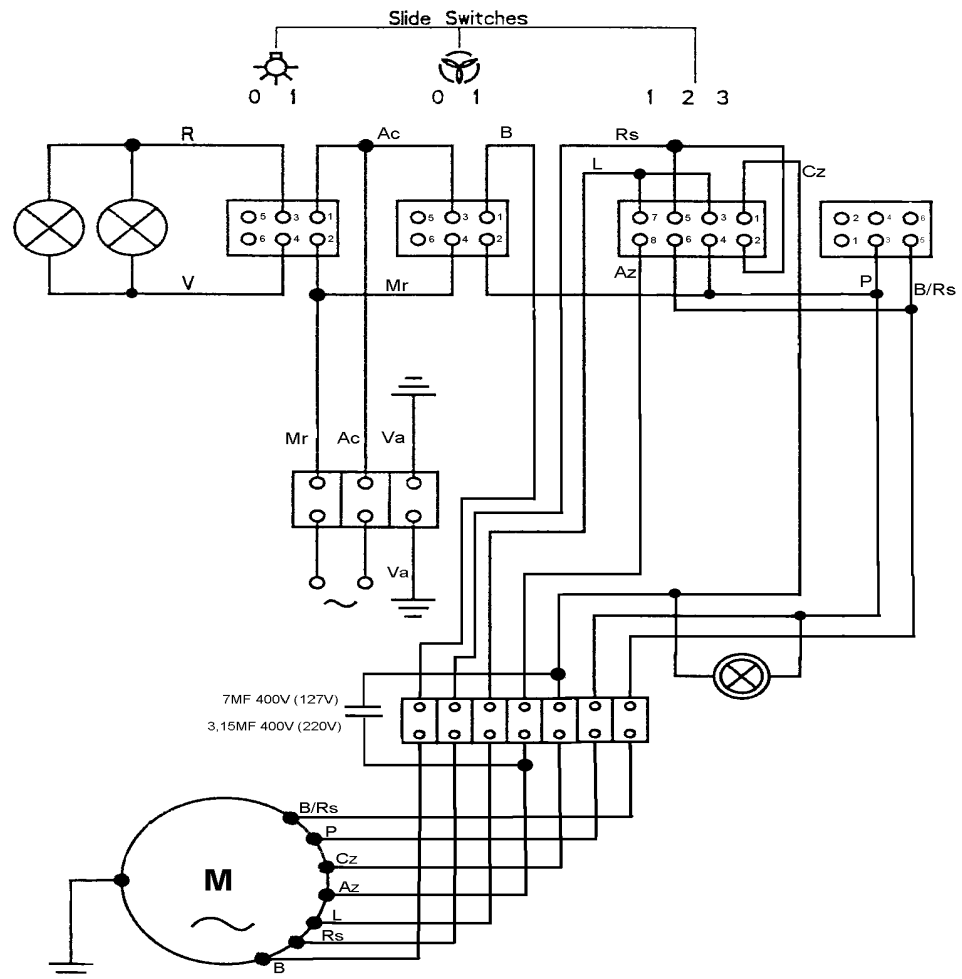 Slide Switches
0 1 0 1 1 2 3
R Ac B Rs L Cz
5 3 1 5 3 1 7 5 3 1 2 4 6
6 4 2 6 4 2 8 6 4 2 1 3 5
Az
V Mr P B/Rs
Mr Ac Va
Va
7MF 400V (127V)
3,15MF 400V (220V)
B/Rs
P
Cz
M Az
L
Rs
B